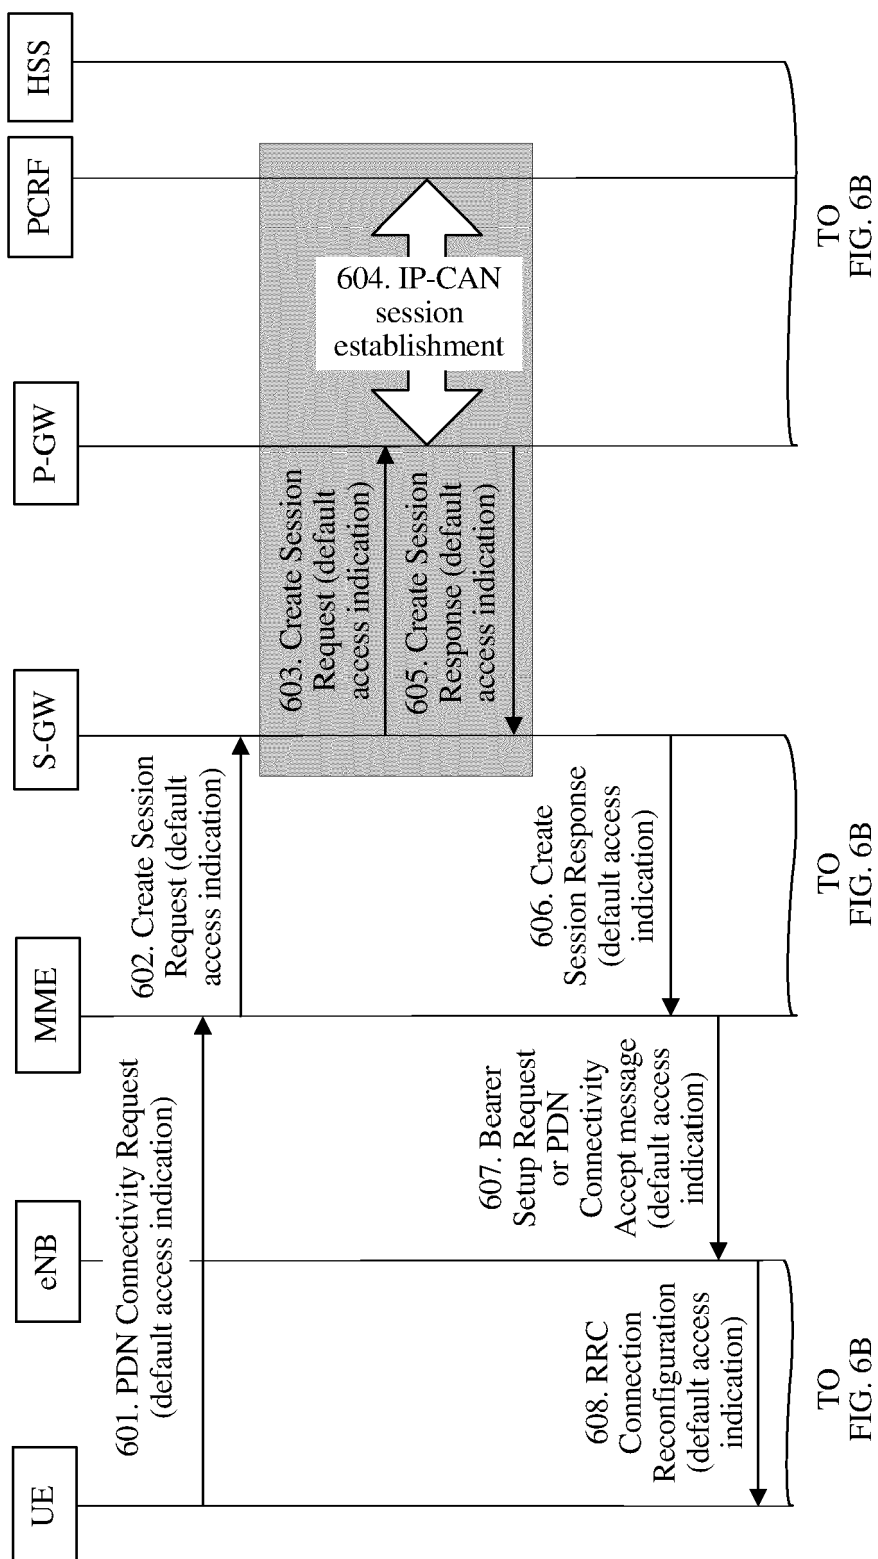 UE
eNB
MME
S-GW
P-GW
PCRF
HSS
601. PDN Connectivity Request
(default access indication)
602. Create Session
Request (default
access indication)
603. Create Session
Request (default
access indication)
604. IP-CAN
session
establishment
605. Create Session
Response (default
access indication)
606. Create
Session Response
(default access
indication)
607. Bearer
Setup Request
or PDN
Connectivity
Accept message
(default access
indication)
608. RRC
Connection
Reconfiguration
(default access
indication)
TO
FIG. 6B
TO
FIG. 6B
TO
FIG. 6B